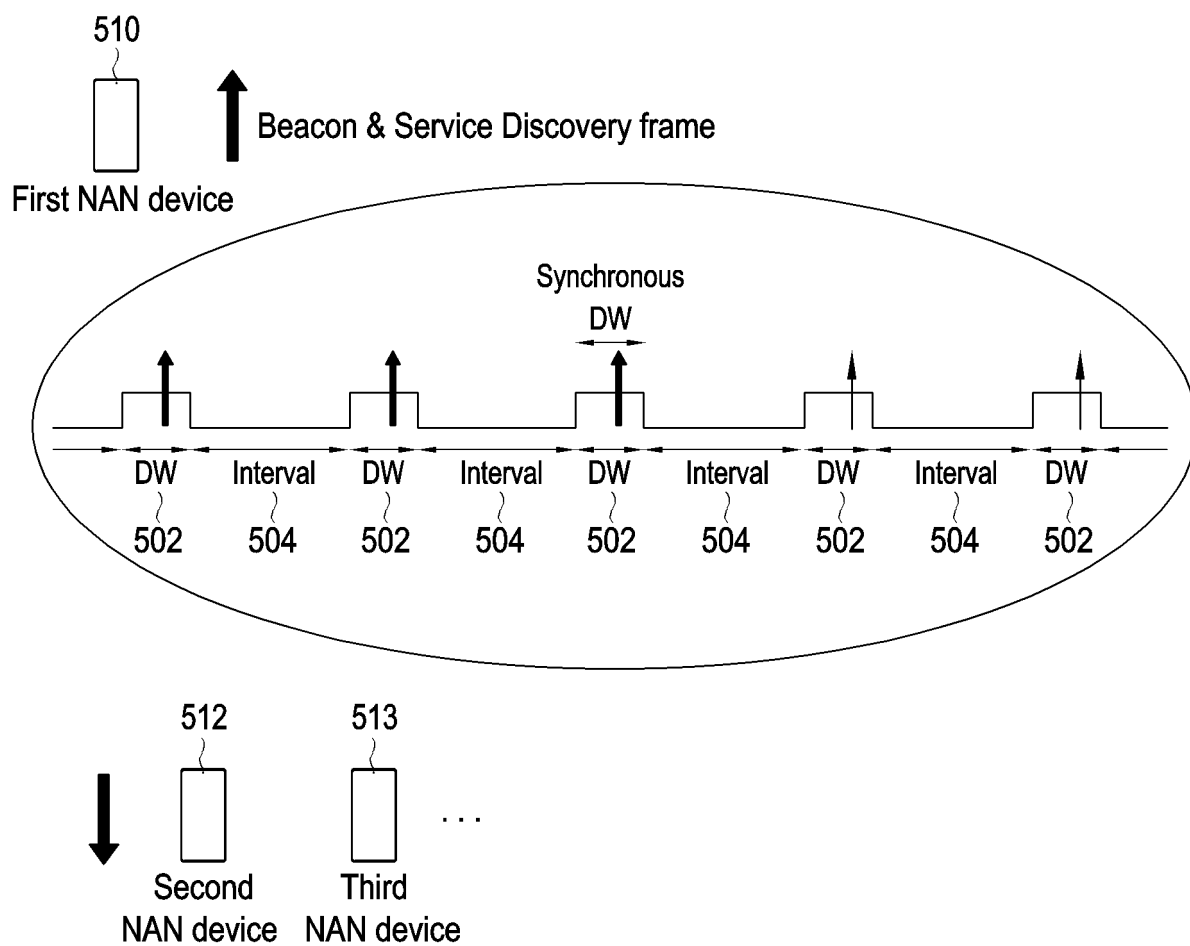 510
Beacon & Service Discovery frame
First NAN device
Synchronous
DW
DW Interval DW Interval DW Interval DW Interval DW
502 504 502 504 502 504 502 504 502
512 513
...
Second Third
NAN device NAN device